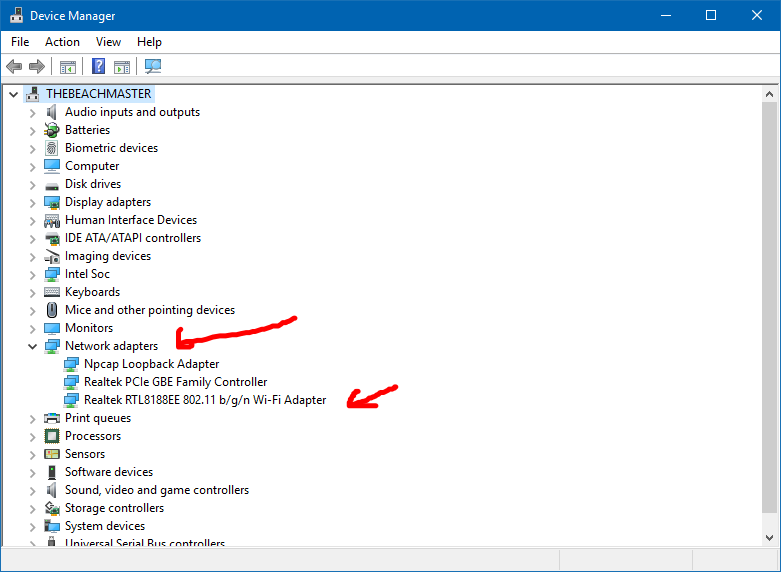 Device Manager
File Action View Help
THEBEACHMASTER
Audio inputs and outputs
Batteries
Biometric devices
Computer
Disk drives
Display adapters
Human Interface Devices
IDE ATA/ATAPI controllers
Imaging devices
Intel Soc
Keyboards
Mice and other pointing devices
Monitors
Network adapters
Npcap Loopback Adapter
Realtek PCIe GBE Family Controller
Realtek RTL8188EE 802.11 b/g/n Wi-Fi Adapter
Print queues
Processors
Sensors
Software devices
Sound, video and game controllers
Storage controllers
System devices
Universal Serial Bus controllers